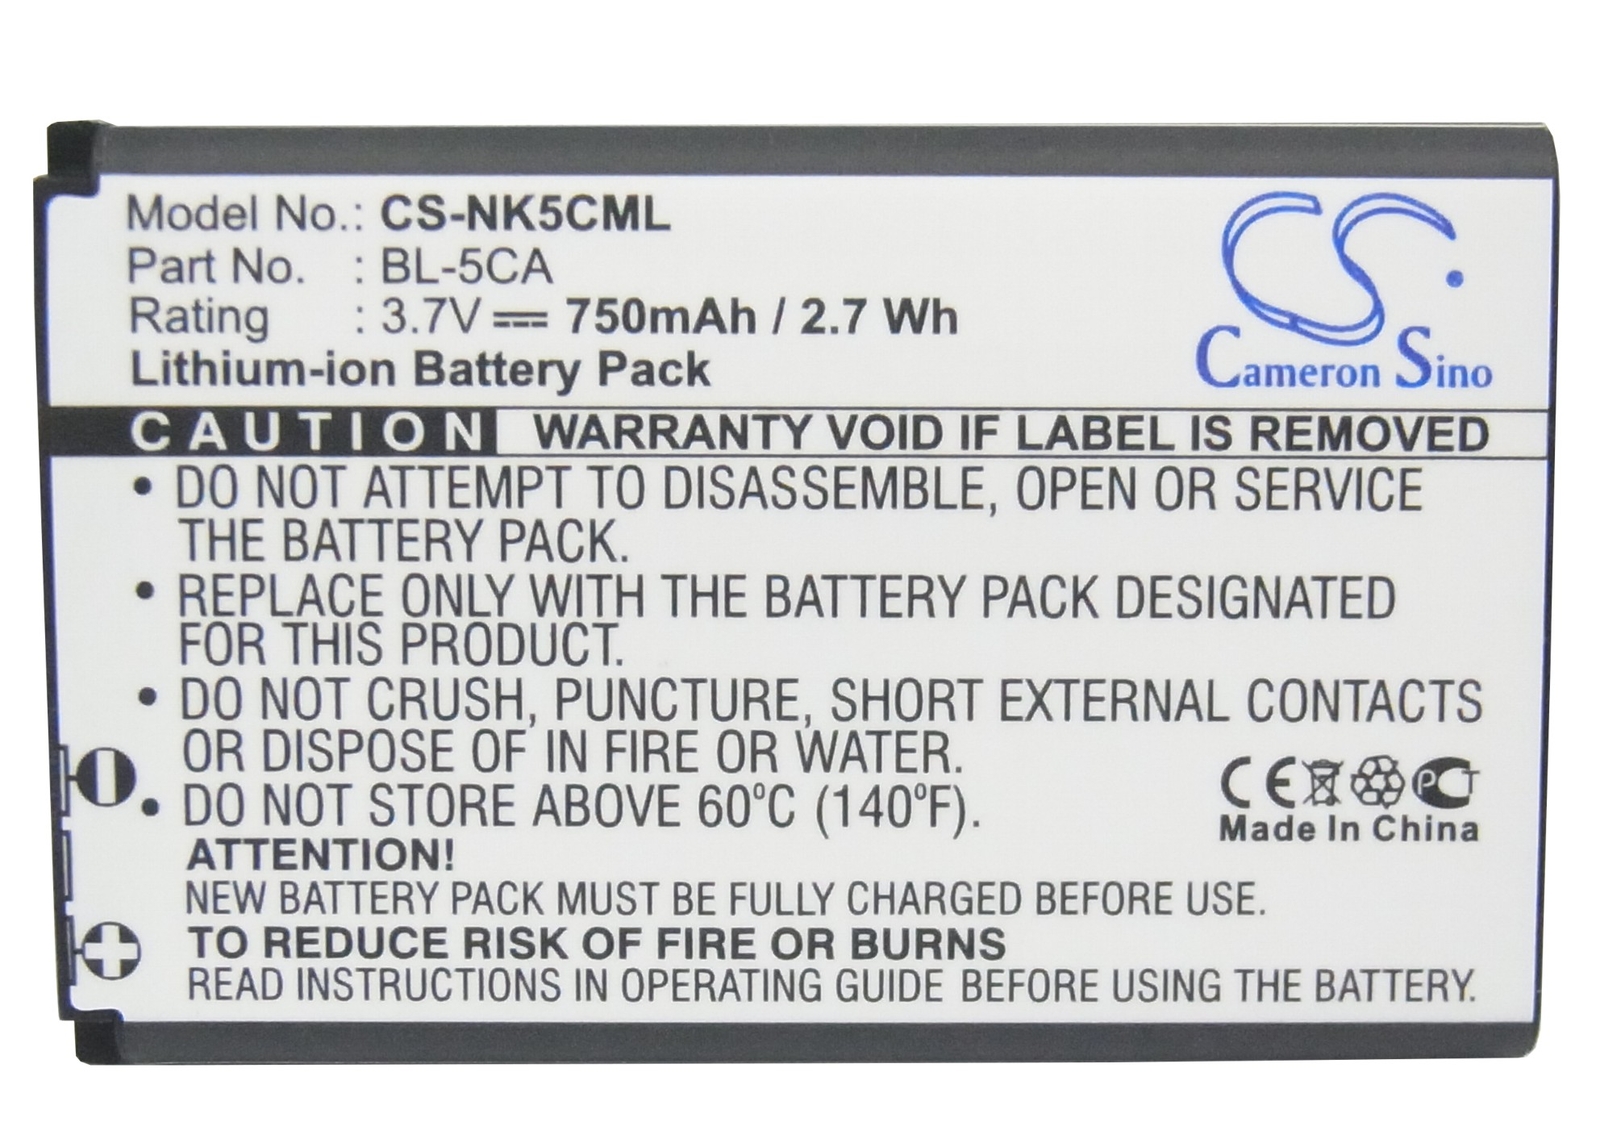 Model No.: CS-NK5CML
Part No. : BL-5CA
Rating : 3.7V 750mAh / 2.7 Wh
Lithium-ion Battery Pack
CS
Cameron Sino
CAUTION WARRANTY VOID IF LABEL IS REMOVED
• DO NOT ATTEMPT TO DISASSEMBLE, OPEN OR SERVICE
THE BATTERY PACK.
• REPLACE ONLY WITH THE BATTERY PACK DESIGNATED
FOR THIS PRODUCT.
• DO NOT CRUSH, PUNCTURE, SHORT EXTERNAL CONTACTS
OR DISPOSE OF IN FIRE OR WATER.
• DO NOT STORE ABOVE 60°C (140°F).
CE PCT
Made In China
ATTENTION!
NEW BATTERY PACK MUST BE FULLY CHARGED BEFORE USE.
TO REDUCE RISK OF FIRE OR BURNS
READ INSTRUCTIONS IN OPERATING GUIDE BEFORE USING THE BATTERY.